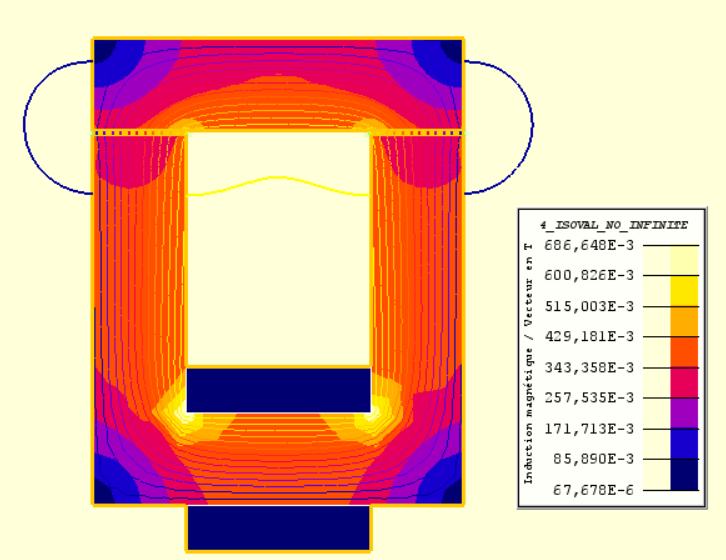 4_ISOVAL_NO_INFINITE
Induction magnétique / Vecteur en T
686,648E-3
600,826E-3
515,003E-3
429,181E-3
343,358E-3
257,535E-3
171,713E-3
85,890E-3
67,678E-6